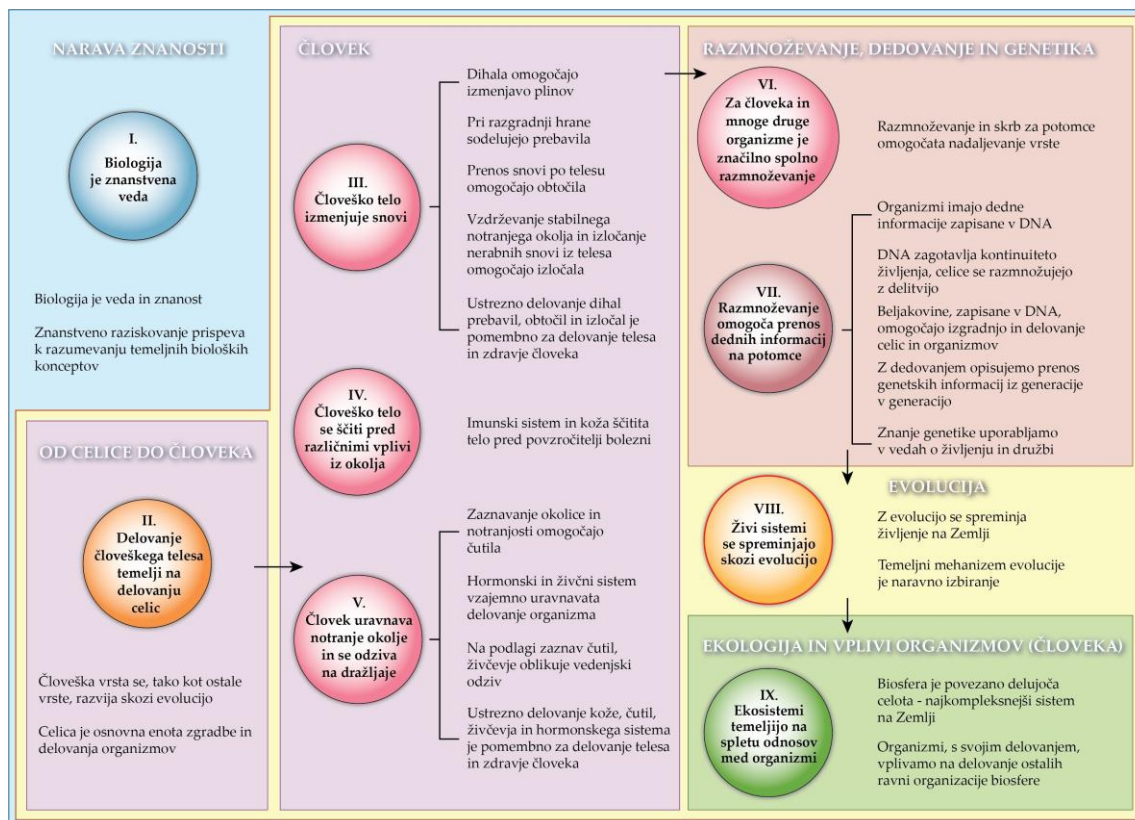 NARAVA ZNANOSTI
I.
Biologija
je znanstvena
veda
Biologija je veda in znanost
Znanstveno raziskovanje prispeva
k razumevanju temeljnih bioloških
konceptov
OD CELICE DO ČLOVEKA
II.
Delovanje
človeškega telesa
temelji na
delovanju
celic
Človeška vrsta se, tako kot ostale
vrste, razvija skozi evolucijo
Celica je osnovna enota zgradbe in
delovanja organizmov
ČLOVEK
III.
Človeško telo
izmenjuje snovi
Dihala omogočajo
izmenjavo plinov
Pri razgradnji hrane
sodelujejo prebavila
Prenos snovi po telesu
omogočajo obtočila
Vzdrževanje stabilnega
notranjega okolja in izločanje
nerabnih snovi iz telesa
omogočajo izločala
Ustrezno delovanje dihal
prebavil, obtočil in izločal je
pomembno za delovanje telesa
in zdravje človeka
IV.
Človeško telo
se ščiti pred
različnimi vplivi
iz okolja
Imunski sistem in koža ščitita
telo pred povzročitelji bolezni
V.
Človek uravnava
notranje okolje
in se odziva
na dražljaje
Zaznavanje okolice in
notranjosti omogočajo
čutila
Hormonski in živčni sistem
vzajemno uravnavata
delovanje organizma
Na podlagi zaznav čutil,
živčevje oblikuje vedenjski
odziv
Ustrezno delovanje kože, čutil,
živčevja in hormonskega sistema
je pomembno za delovanje telesa
in zdravje človeka
RAZMNOŽEVANJE, DEDOVANJE IN GENETIKA
VI.
Za človeka in
mnoge druge
organizme je
značilno spolno
razmnoževanje
Razmnoževanje in skrb za potomce
omogočata nadaljevanje vrste
VII.
Razmnoževanje
omogoča prenos
dednih informacij
na potomce
Organizmi imajo dedne
informacije zapisane v DNA
DNA zagotavlja kontinuiteto
življenja, celice se razmnožujejo
z delitvijo
Beljakovine, zapisane v DNA,
omogočajo izgradnjo in delovanje
celic in organizmov
Z dedovanjem opisujemo prenos
genetskih informacij iz generacije
v generacijo
Znanje genetike uporabljamo
v vedah o življenju in družbi
EVOLUCIJA
VIII.
Živi sistemi
se spreminjajo
skozi evolucijo
Z evolucijo se spreminja
življenje na Zemlji
Temeljni mehanizem evolucije
je naravno izbiranje
EKOLOGIJA IN VPLIVI ORGANIZMOV (ČLOVEKA)
IX.
Ekosistemi
temeljijo na
spletu odnosov
med organizmi
Biosfera je povezano delujoča
celota - najkompleksnejši sistem
na Zemlji
Organizmi, s svojim delovanjem,
vplivamo na delovanje ostalih
ravni organizacije biosfere